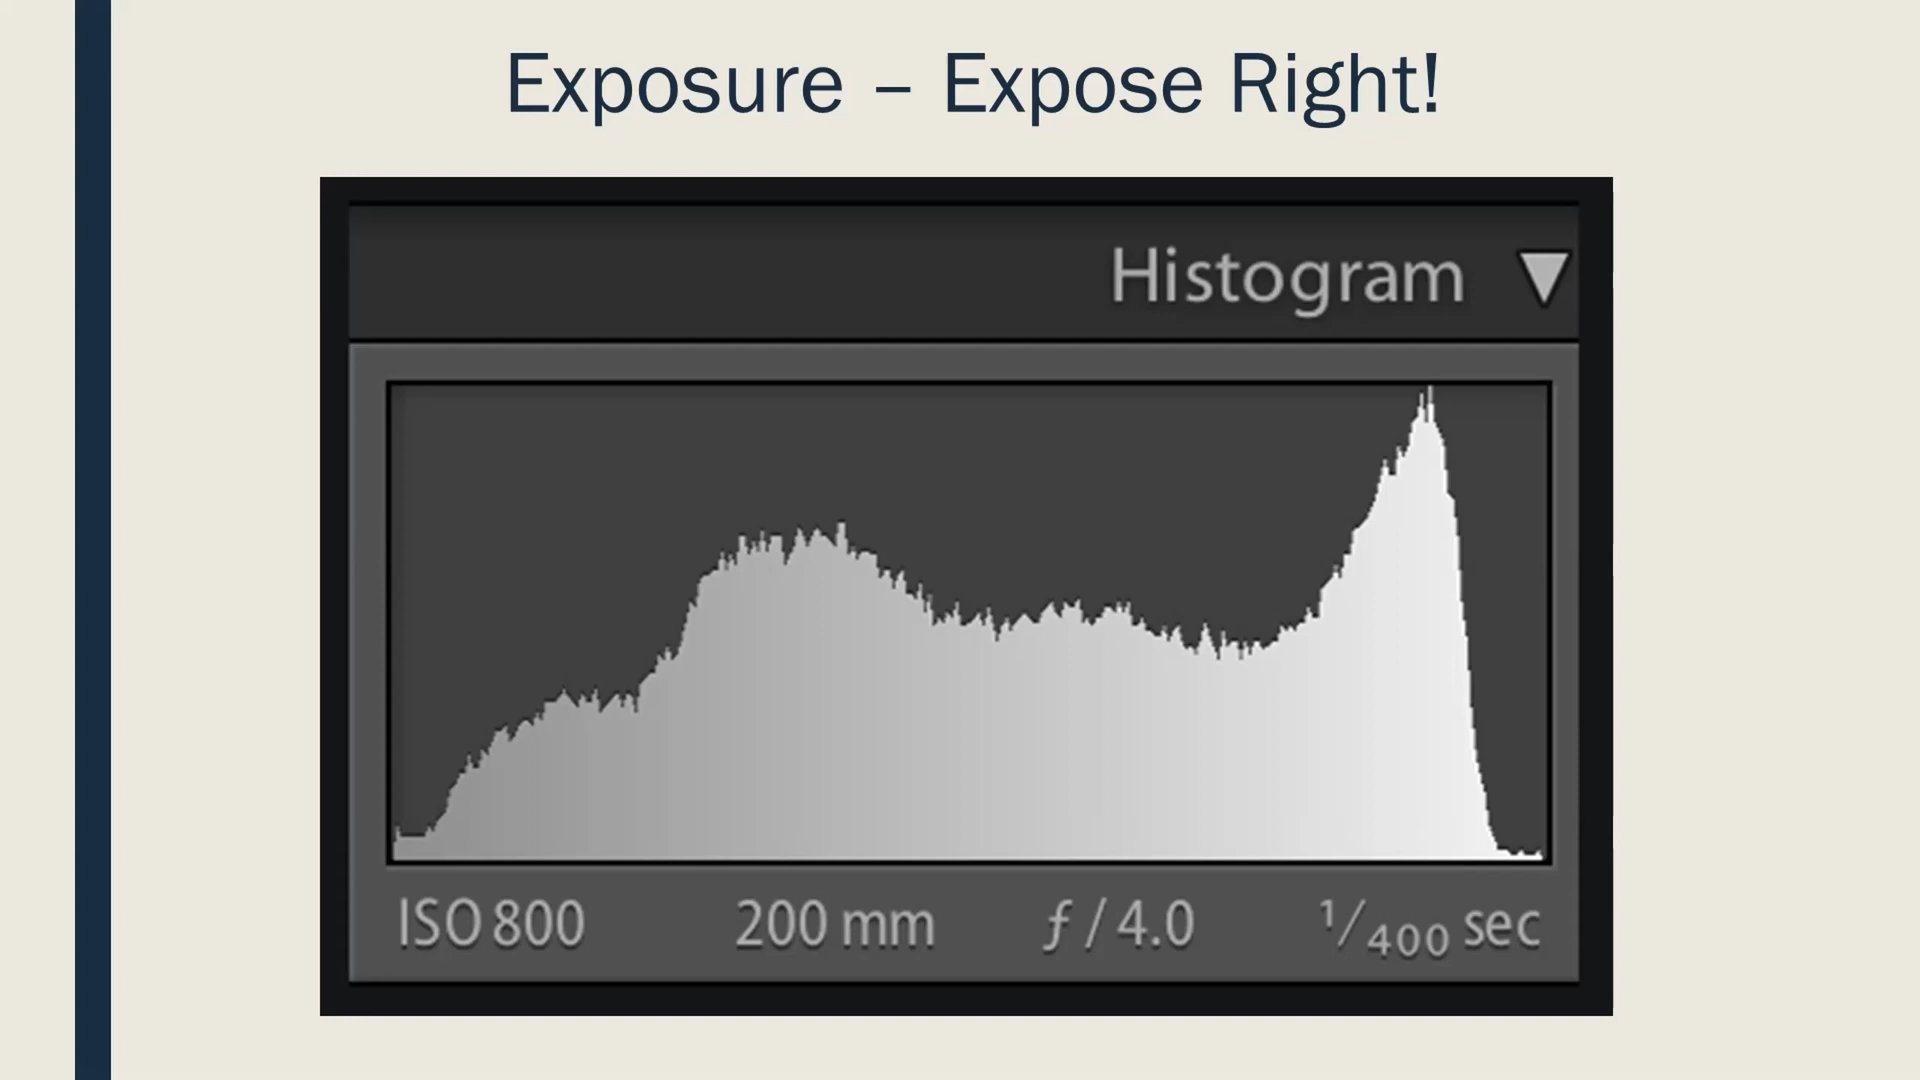 Exposure – Expose Right!
Histogram
ISO 800 200 mm ƒ / 4.0 1/400 sec